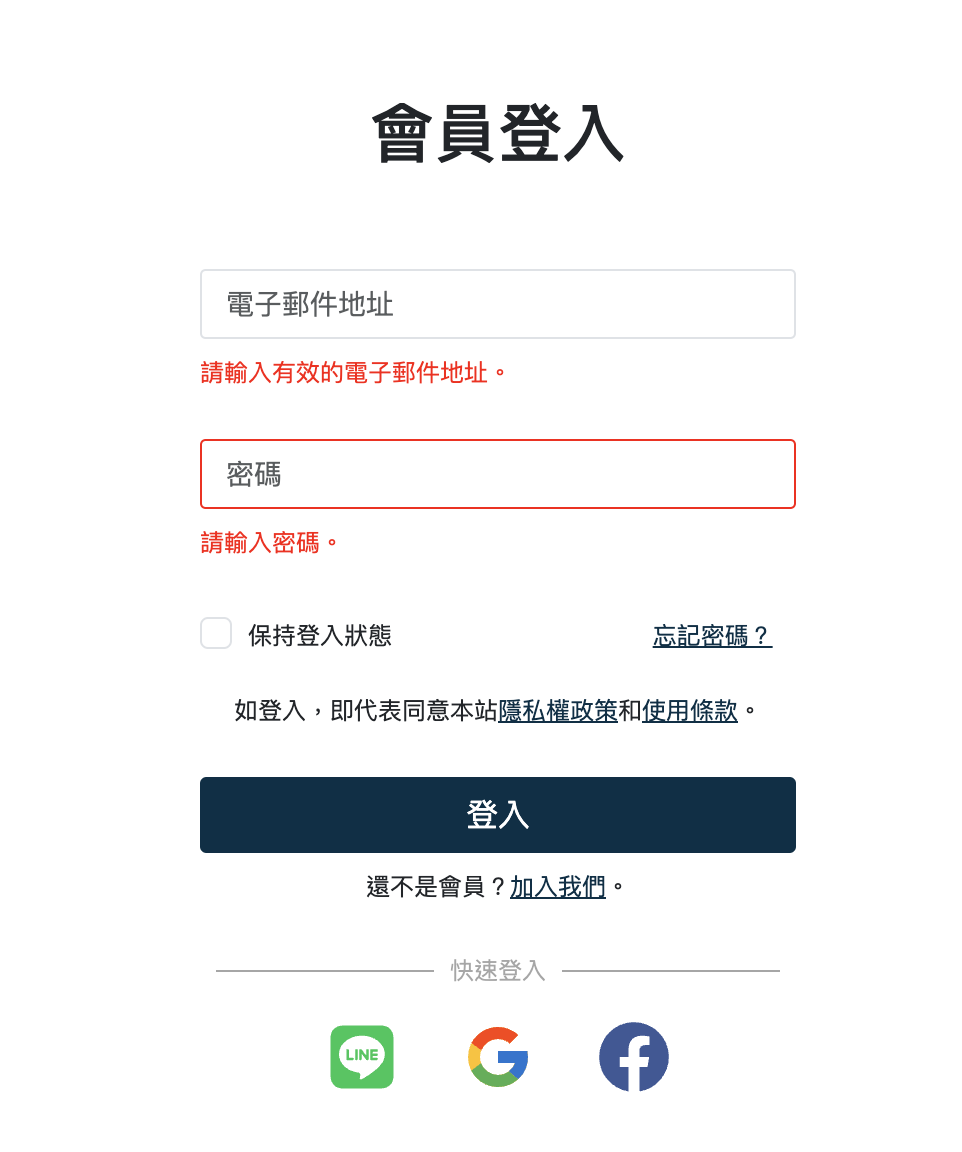 會員登入
電子郵件地址
請輸入有效的電子郵件地址。
密碼
請輸入密碼。
保持登入狀態 忘記密碼？
如登入，即代表同意本站隱私權政策和使用條款。
登入
還不是會員？加入我們。
快速登入
LINE